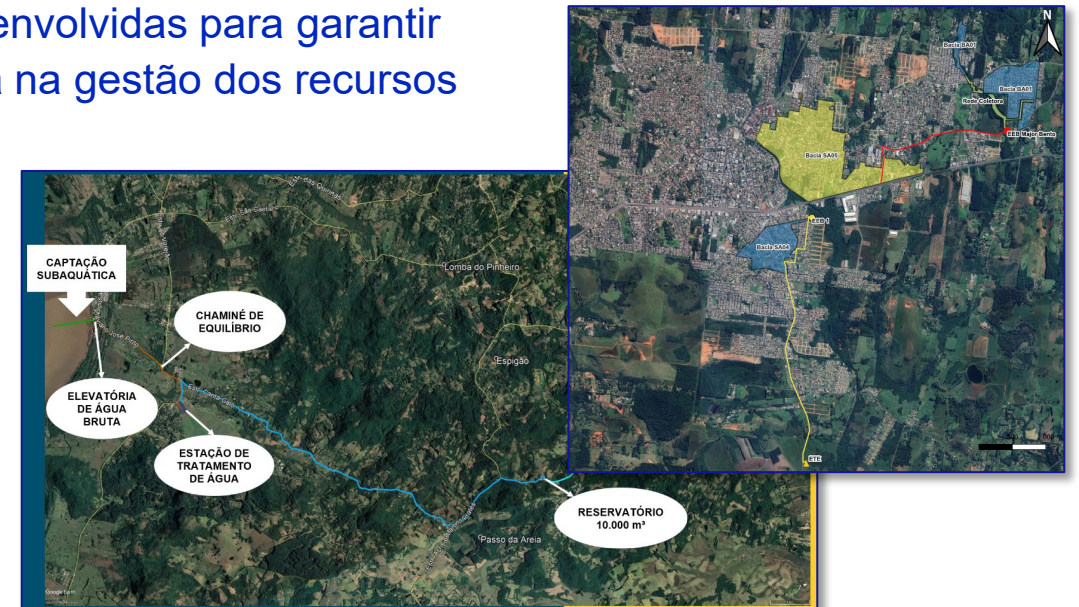 envolvidas para garantir
na gestão dos recursos
N
Bacia BA01
Rede Coletora
EEB Major Bento
Bacia SA05
EEB 1
Bacia SA04
ETE
CAPTAÇÃO
SUBAQUÁTICA
CHAMINÉ DE
EQUILÍBRIO
ELEVATÓRIA
DE ÁGUA
BRUTA
ESTAÇÃO DE
TRATAMENTO
DE ÁGUA
RESERVATÓRIO
10.000 m³
Lomba do Pinheiro
Espigão
Passo da Areia
Google Earth